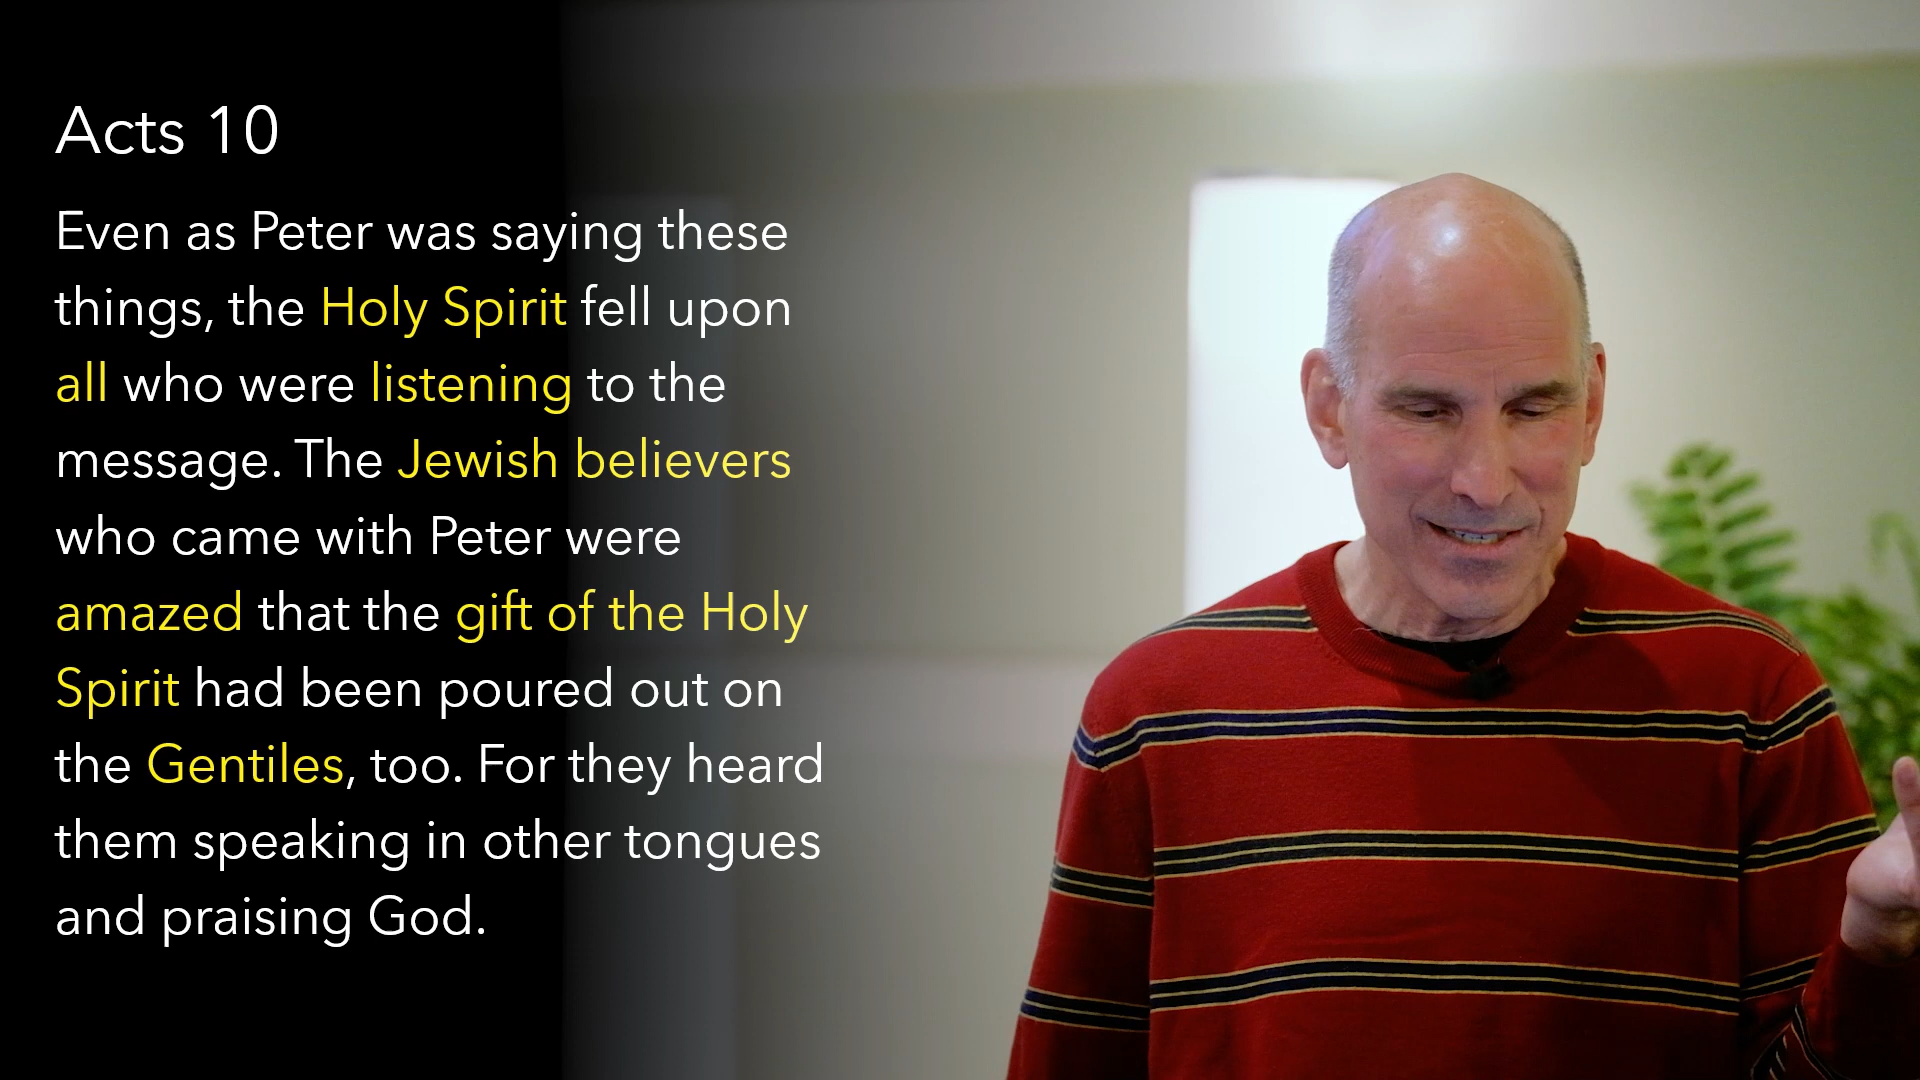 Acts 10
Even as Peter was saying these
things, the Holy Spirit fell upon
all who were listening to the
message. The Jewish believers
who came with Peter were
amazed that the gift of the Holy
Spirit had been poured out on
the Gentiles, too. For they heard
them speaking in other tongues
and praising God.